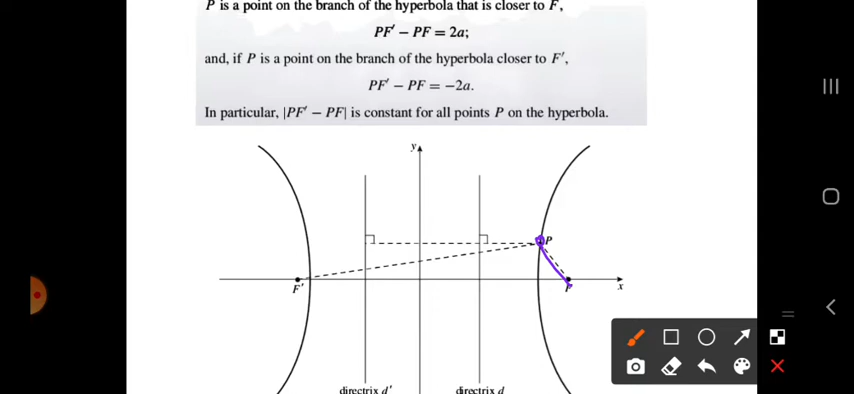 P is a point on the branch of the hyperbola that is closer to F,
PF′ − PF = 2a;
and, if P is a point on the branch of the hyperbola closer to F′,
PF′ − PF = −2a.
In particular, |PF′ − PF| is constant for all points P on the hyperbola.
y
P
F′
F
x
directrix d′
directrix d